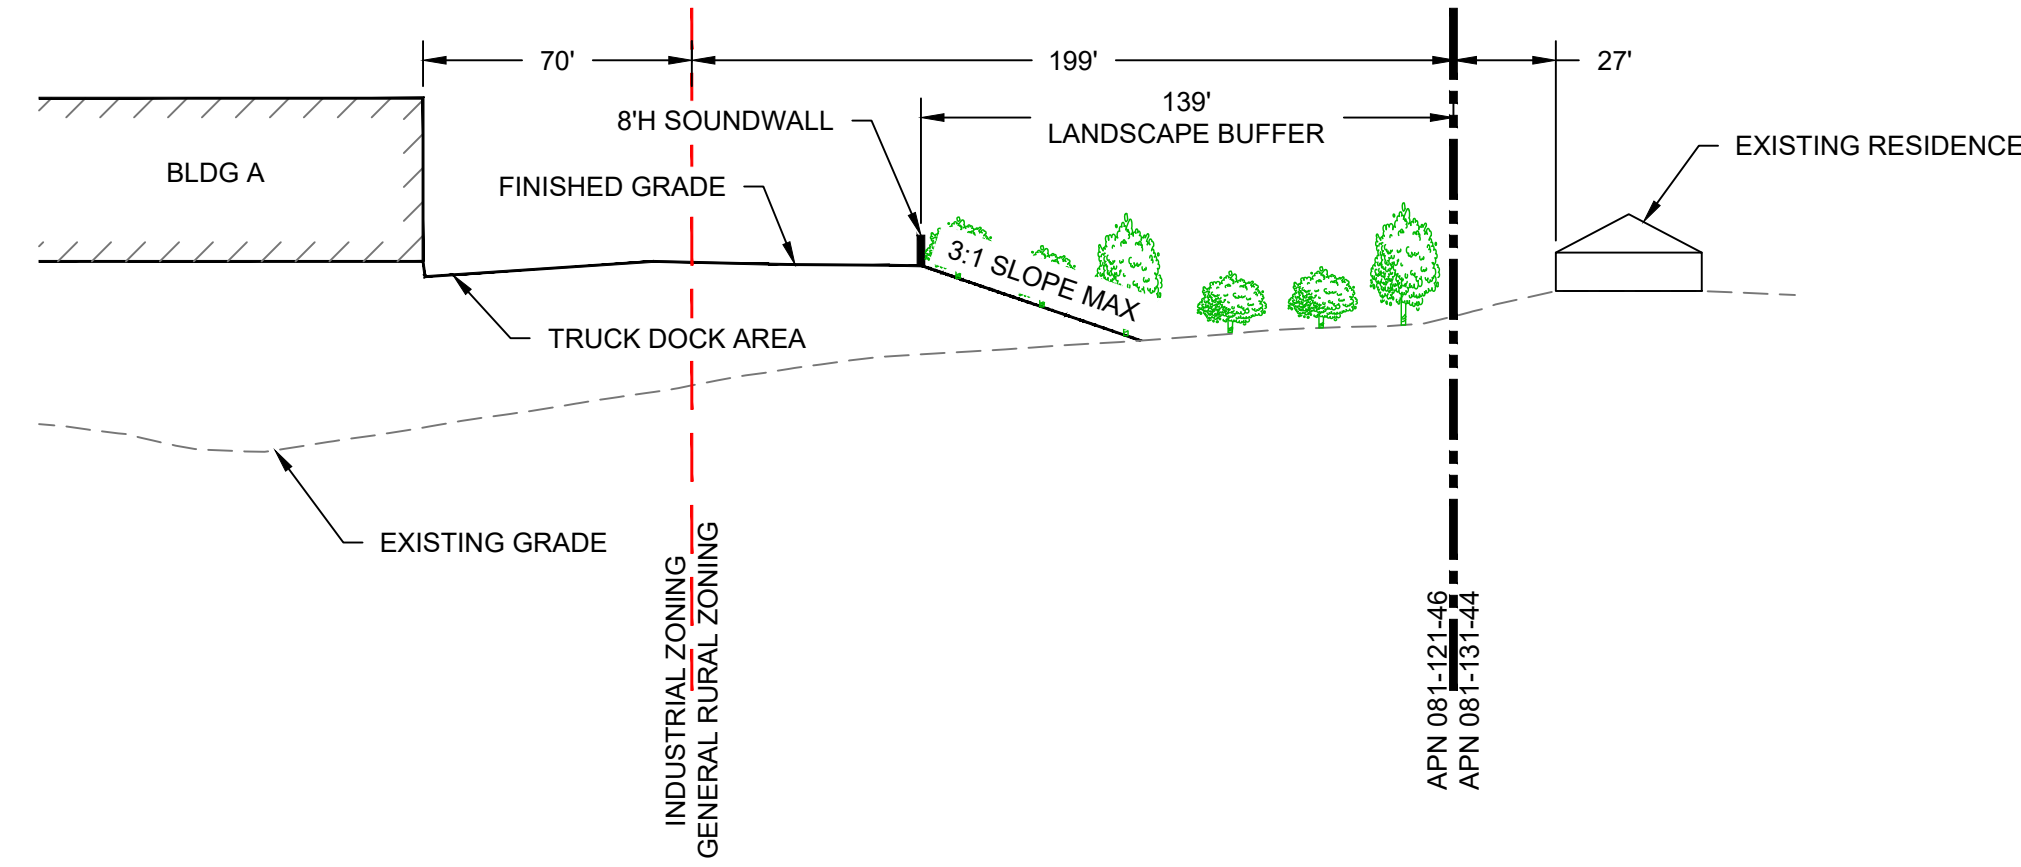 70'
199'
27'
139'
LANDSCAPE BUFFER
8'H SOUNDWALL
EXISTING RESIDENCE
BLDG A
FINISHED GRADE
3:1 SLOPE MAX
TRUCK DOCK AREA
EXISTING GRADE
INDUSTRIAL ZONING
GENERAL RURAL ZONING
APN 081-121-46
APN 081-131-44